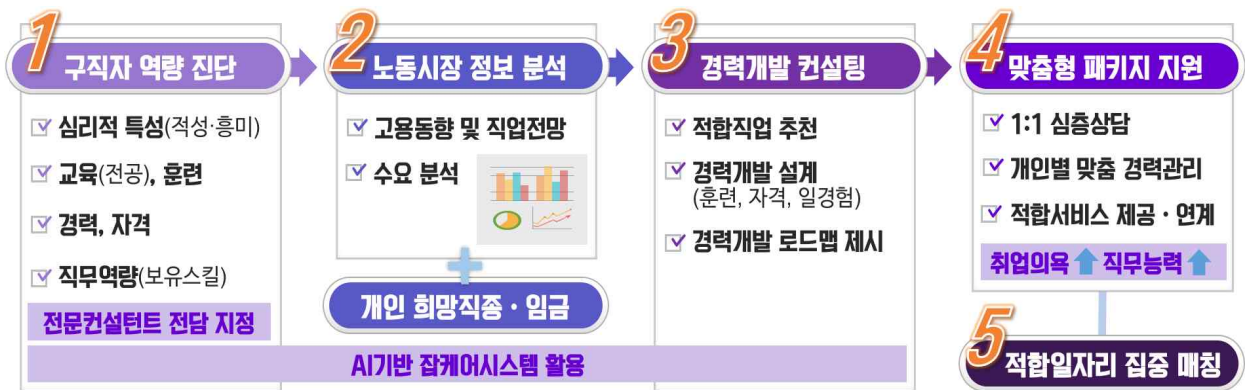 1 구직자 역량 진단
심리적 특성(적성·흥미)
교육(전공), 훈련
경력, 자격
직무역량(보유스킬)
전문컨설턴트 전담 지정
2 노동시장 정보 분석
고용동향 및 직업전망
수요 분석
개인 희망직종·임금
3 경력개발 컨설팅
적합직업 추천
경력개발 설계
(훈련, 자격, 일경험)
경력개발 로드맵 제시
AI기반 잡케어시스템 활용
4 맞춤형 패키지 지원
1:1 심층상담
개인별 맞춤 경력관리
적합서비스 제공·연계
취업의욕 직무능력
5 적합일자리 집중 매칭